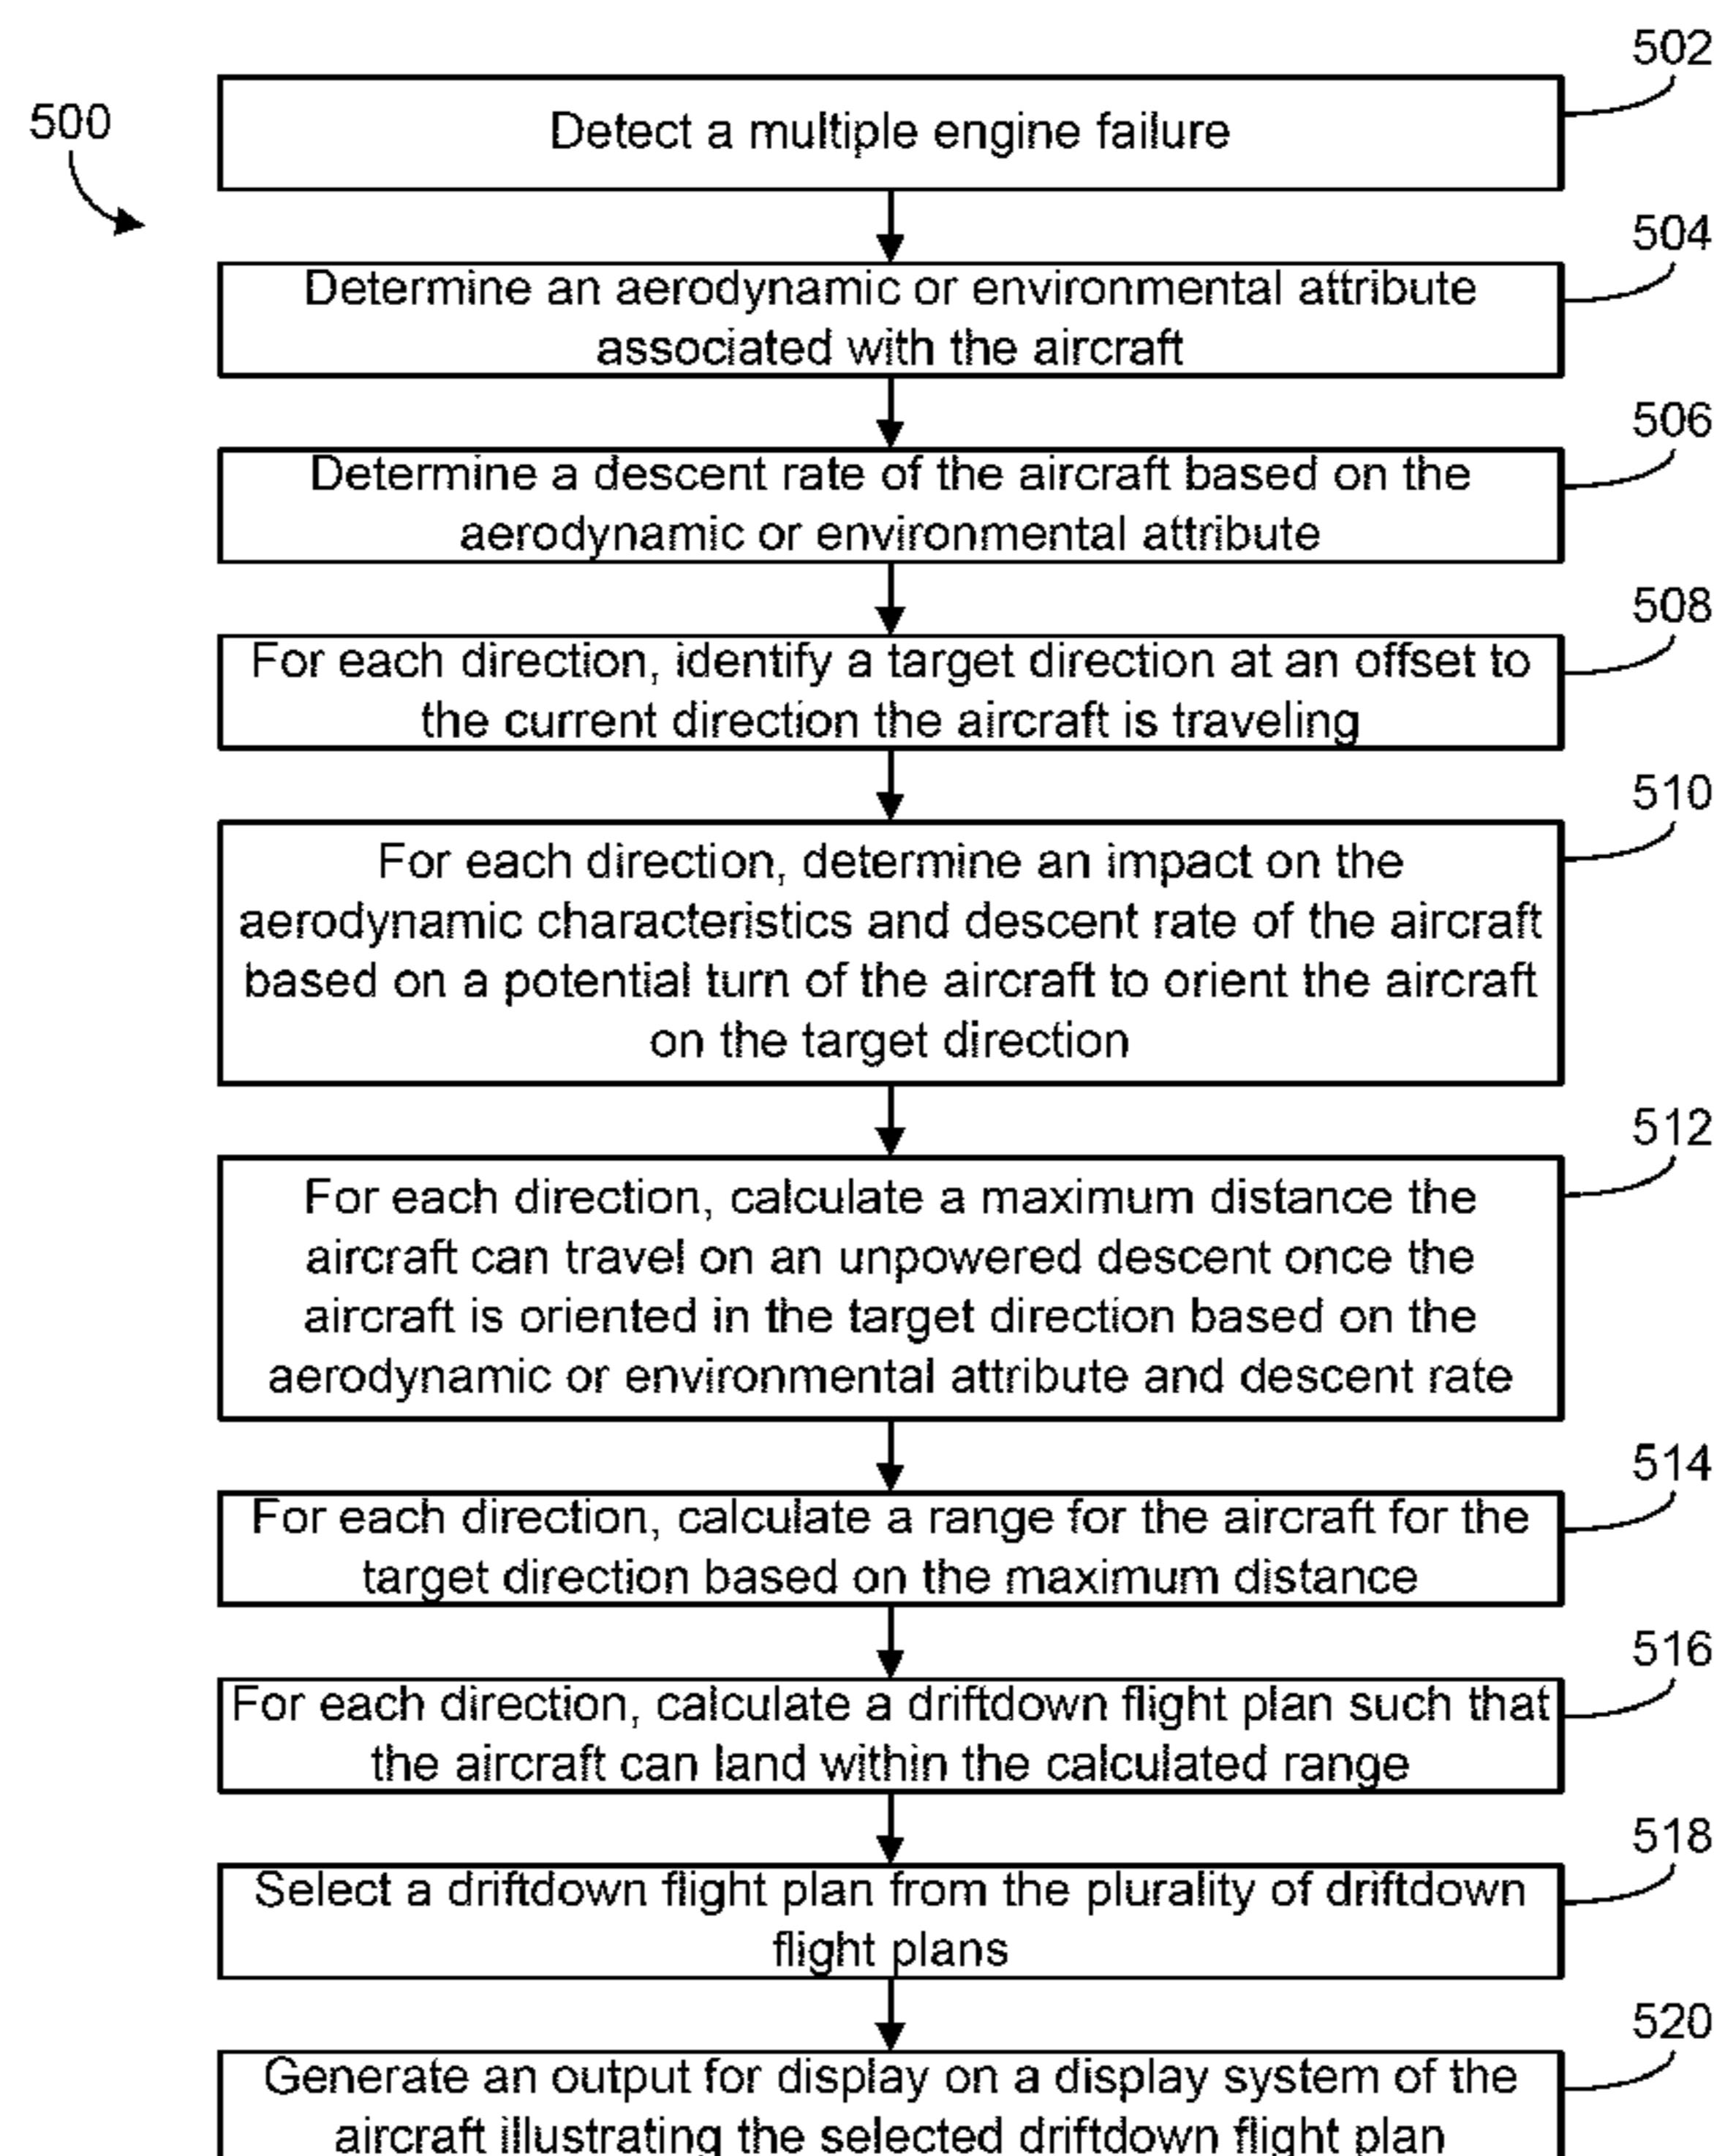 502
500
Detect a multiple engine failure
504
Determine an aerodynamic or environmental attribute
associated with the aircraft
506
Determine a descent rate of the aircraft based on the
aerodynamic or environmental attribute
508
For each direction, identify a target direction at an offset to
the current direction the aircraft is traveling
510
For each direction, determine an impact on the
aerodynamic characteristics and descent rate of the aircraft
based on a potential turn of the aircraft to orient the aircraft
on the target direction
512
For each direction, calculate a maximum distance the
aircraft can travel on an unpowered descent once the
aircraft is oriented in the target direction based on the
aerodynamic or environmental attribute and descent rate
514
For each direction, calculate a range for the aircraft for the
target direction based on the maximum distance
516
For each direction, calculate a driftdown flight plan such that
the aircraft can land within the calculated range
518
Select a driftdown flight plan from the plurality of driftdown
flight plans
520
Generate an output for display on a display system of the
aircraft illustrating the selected driftdown flight plan